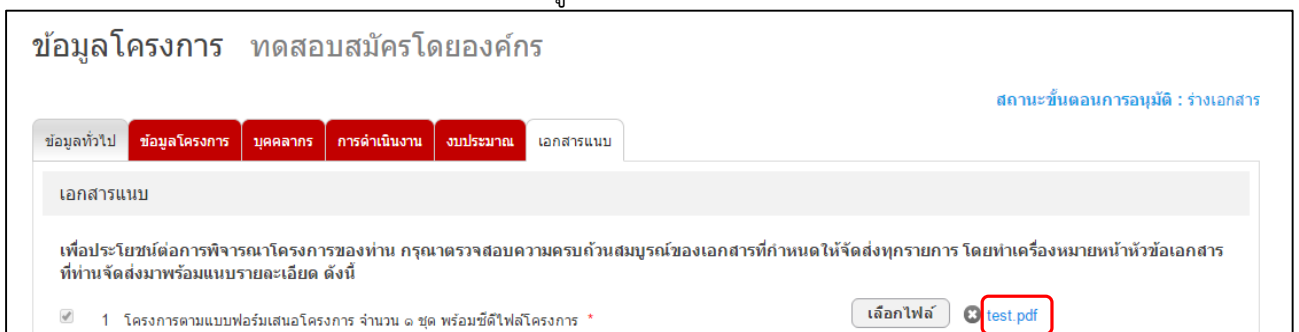 ข้อมูลโครงการ ทดสอบสมัครโดยองค์กร
สถานะขั้นตอนการอนุมัติ : ร่างเอกสาร
ข้อมูลทั่วไป ข้อมูลโครงการ บุคคลากร การดำเนินงาน งบประมาณ เอกสารแนบ
เอกสารแนบ
เพื่อประโยชน์ต่อการพิจารณาโครงการของท่าน กรุณาตรวจสอบความครบถ้วนสมบูรณ์ของเอกสารที่กำหนดให้จัดส่งทุกรายการ โดยทำเครื่องหมายหน้าหัวข้อเอกสาร
ที่ท่านจัดส่งมาพร้อมแบบรายละเอียด ดังนี้
1 โครงการตามแบบฟอร์มเสนอโครงการ จำนวน ๑ ชุด พร้อมซีดีไฟล์โครงการ * เลือกไฟล์ test.pdf